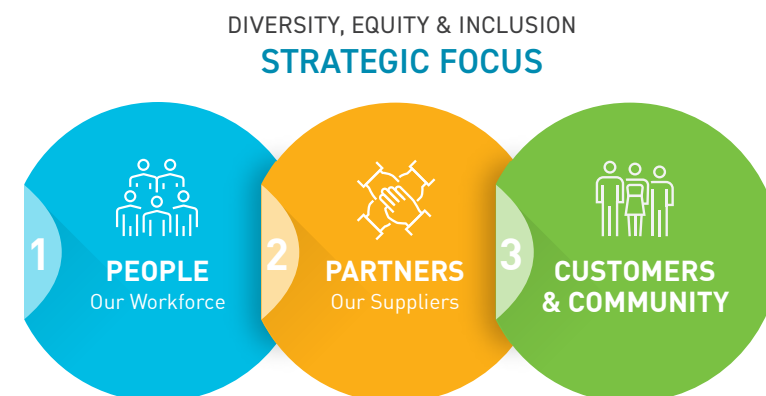 DIVERSITY, EQUITY & INCLUSION
STRATEGIC FOCUS
1
PEOPLE
Our Workforce
2
PARTNERS
Our Suppliers
3
CUSTOMERS
& COMMUNITY